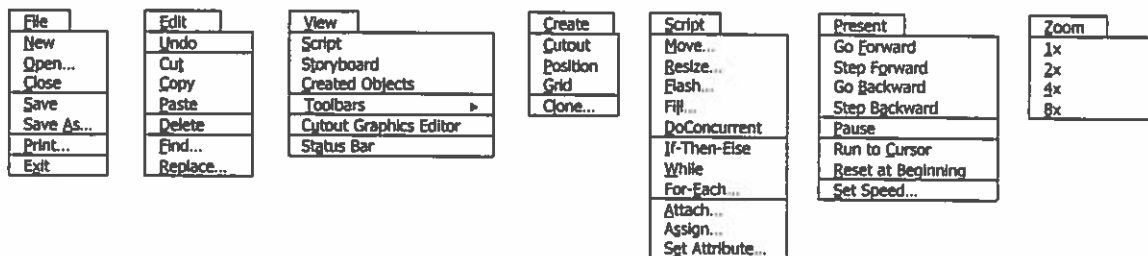 File
New
Open...
Close
Save
Save As...
Print...
Exit
Edit
Undo
Cut
Copy
Paste
Delete
Find...
Replace...
View
Script
Storyboard
Created Objects
Toolbars
Cutout Graphics Editor
Status Bar
Create
Cutout
Position
Grid
Clone...
Script
Move...
Resize...
Flash...
Fill...
DoConcurrent
If-Then-Else
While
For-Each...
Attach...
Assign...
Set Attribute...
Present
Go Forward
Step Forward
Go Backward
Step Backward
Pause
Run to Cursor
Reset at Beginning
Set Speed...
Zoom
1x
2x
4x
8x